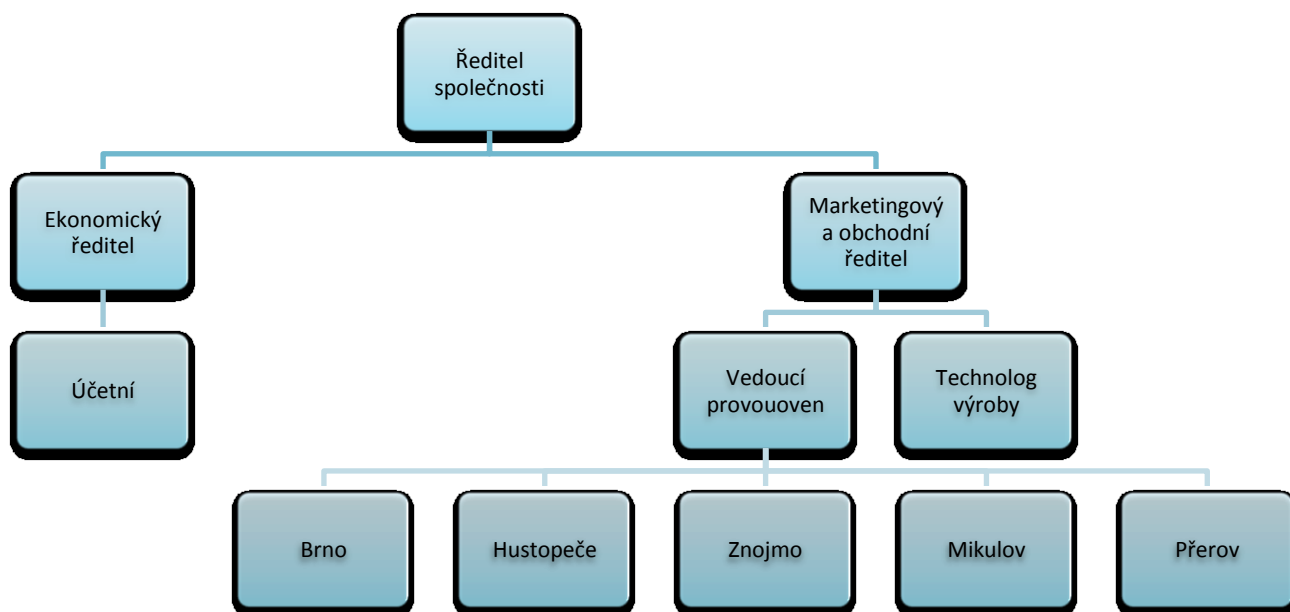 Ředitel
společnosti
Ekonomický
ředitel
Marketingový
a obchodní
ředitel
Účetní
Vedoucí
provouoven
Technolog
výroby
Brno
Hustopeče
Znojmo
Mikulov
Přerov